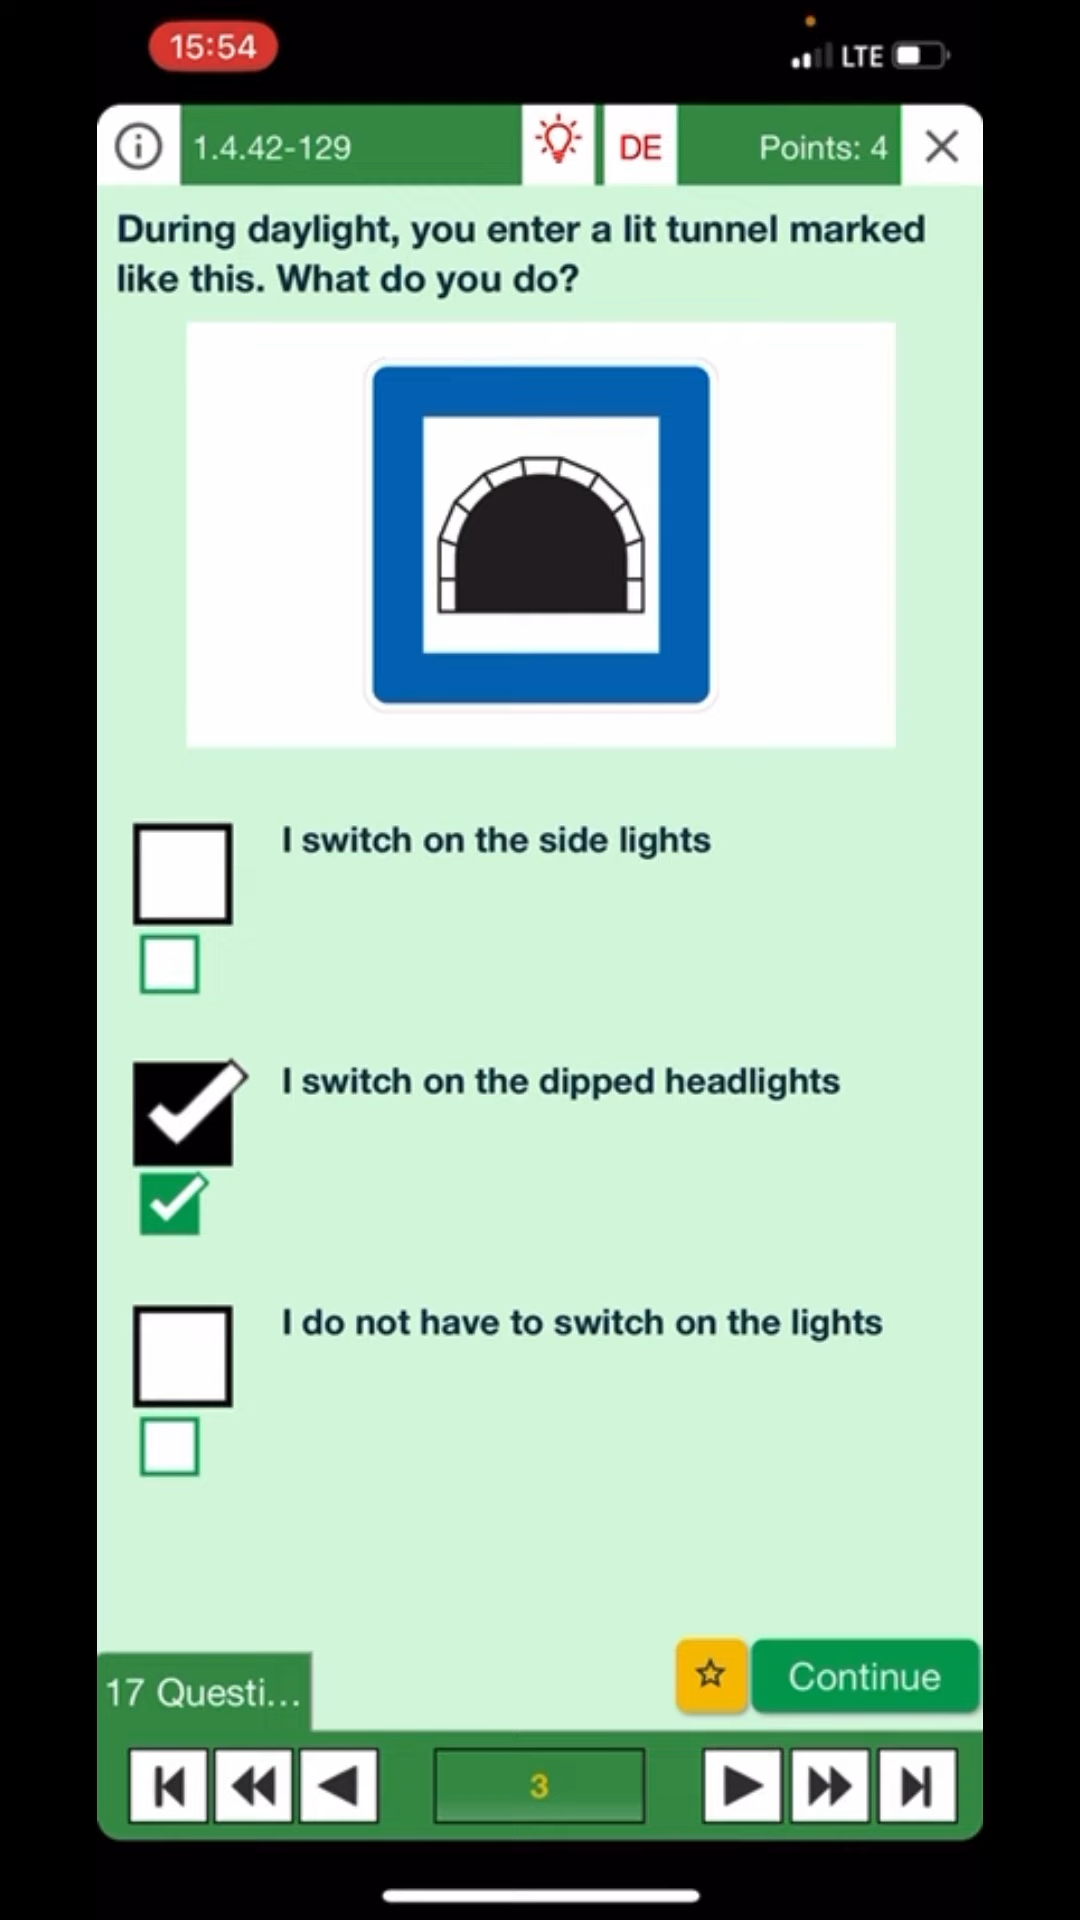 15:54
LTE
1.4.42-129
DE
Points: 4
During daylight, you enter a lit tunnel marked
like this. What do you do?
I switch on the side lights
I switch on the dipped headlights
I do not have to switch on the lights
17 Questi...
Continue
3